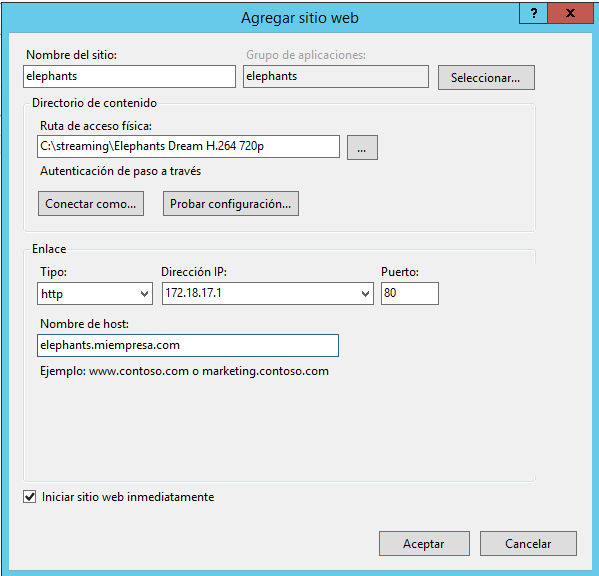 Agregar sitio web
? x
Nombre del sitio: Grupo de aplicaciones:
elephants elephants Seleccionar...
Directorio de contenido
Ruta de acceso física:
C:\streaming\Elephants Dream H.264 720p ...
Autenticación de paso a través
Conectar como... Probar configuración...
Enlace
Tipo: Dirección IP: Puerto:
http 172.18.17.1 80
Nombre de host:
elephants.miempresa.com
Ejemplo: www.contoso.com o marketing.contoso.com
Iniciar sitio web inmediatamente
Aceptar Cancelar